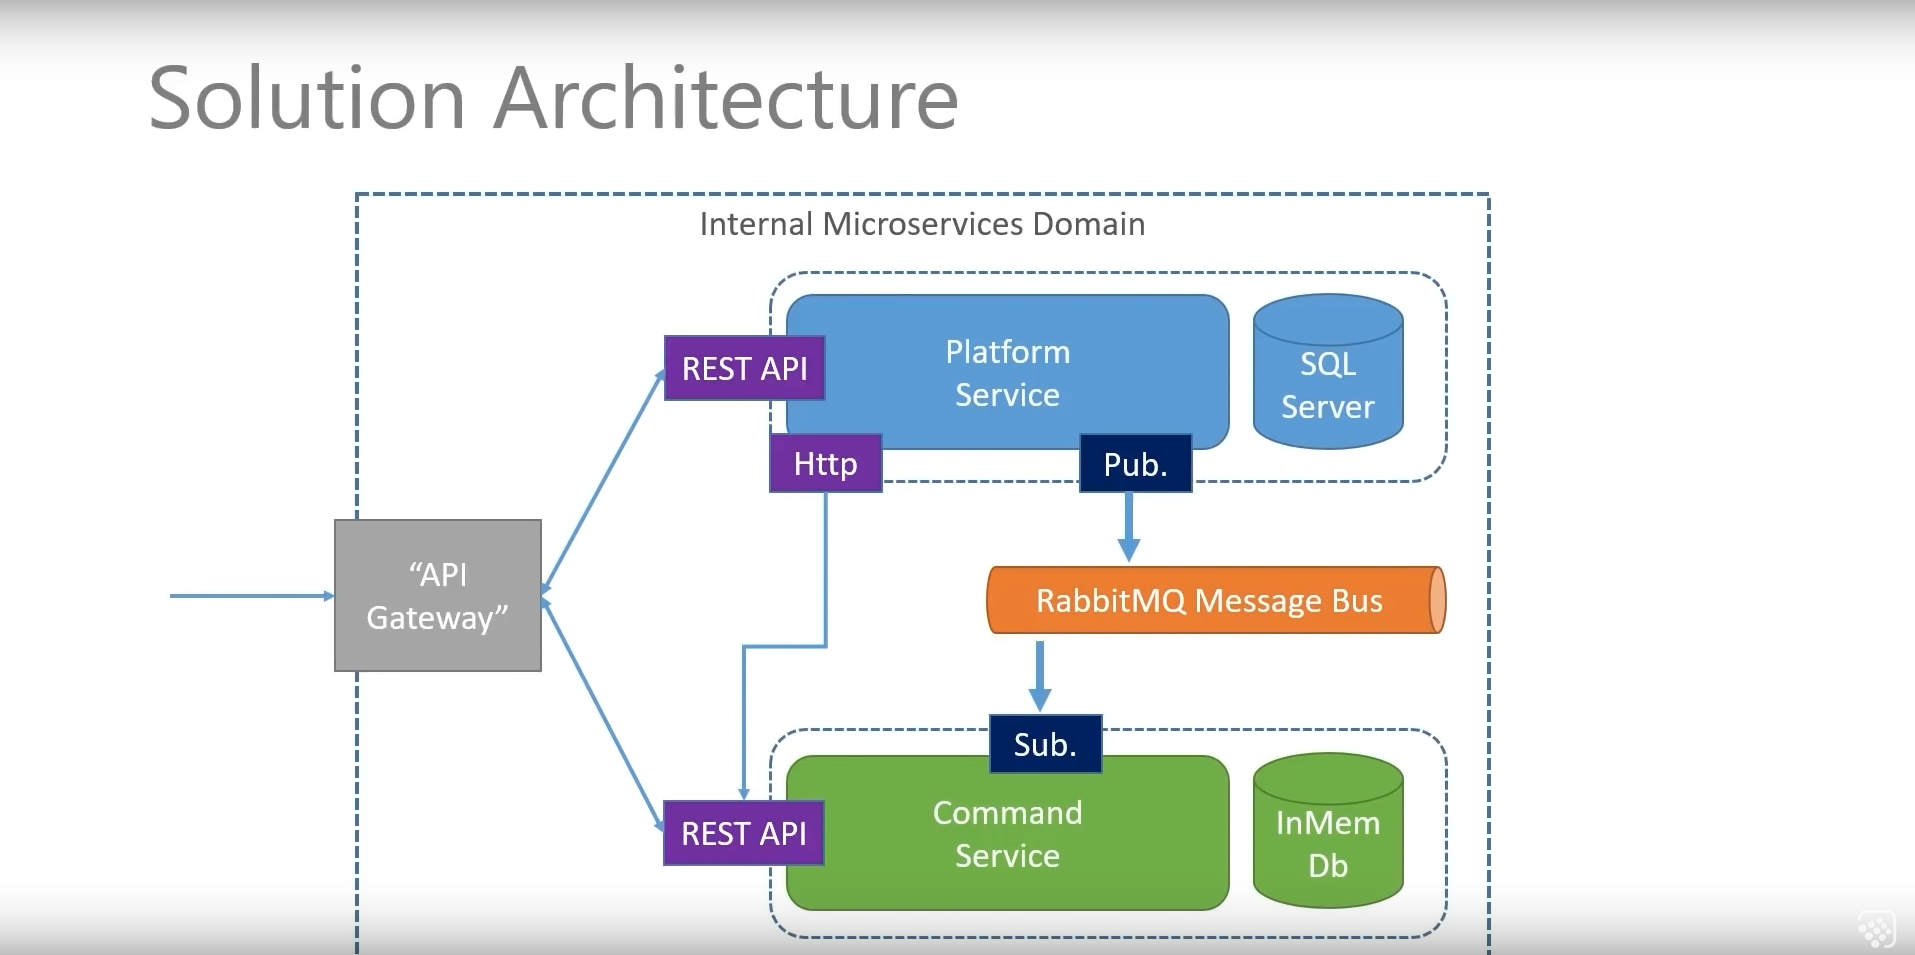 Solution Architecture
Internal Microservices Domain
REST API
Platform
Service
SQL
Server
Http
Pub.
“API
Gateway”
RabbitMQ Message Bus
Sub.
REST API
Command
Service
InMem
Db